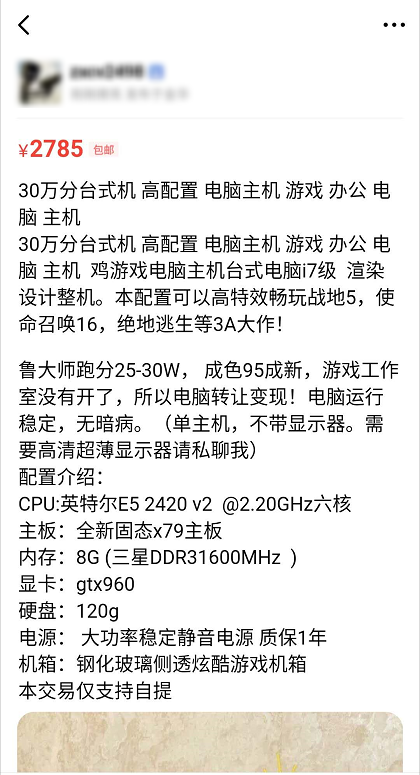 ¥2785 包邮
30万分台式机 高配置 电脑主机 游戏 办公 电
脑 主机
30万分台式机 高配置 电脑主机 游戏 办公 电
脑 主机  鸡游戏电脑主机台式电脑i7级  渲染
设计整机。本配置可以高特效畅玩战地5，使
命召唤16，绝地逃生等3A大作！
鲁大师跑分25-30W， 成色95成新，游戏工作
室没有开了，所以电脑转让变现！电脑运行
稳定，无暗病。（单主机，不带显示器。需
要高清超薄显示器请私聊我）
配置介绍：
CPU:英特尔E5 2420 v2  @2.20GHz六核
主板：全新固态x79主板
内存：8G (三星DDR31600MHz  )
显卡：gtx960
硬盘：120g
电源： 大功率稳定静音电源 质保1年
机箱：钢化玻璃侧透炫酷游戏机箱
本交易仅支持自提